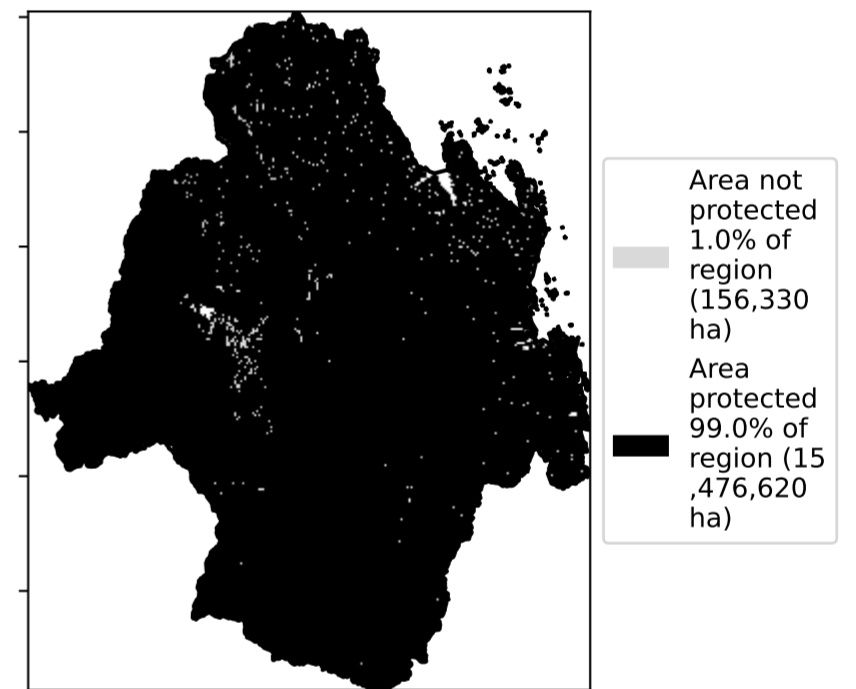 Area not
protected
1.0% of
region
(156,330
ha)
Area
protected
99.0% of
region (15
,476,620
ha)